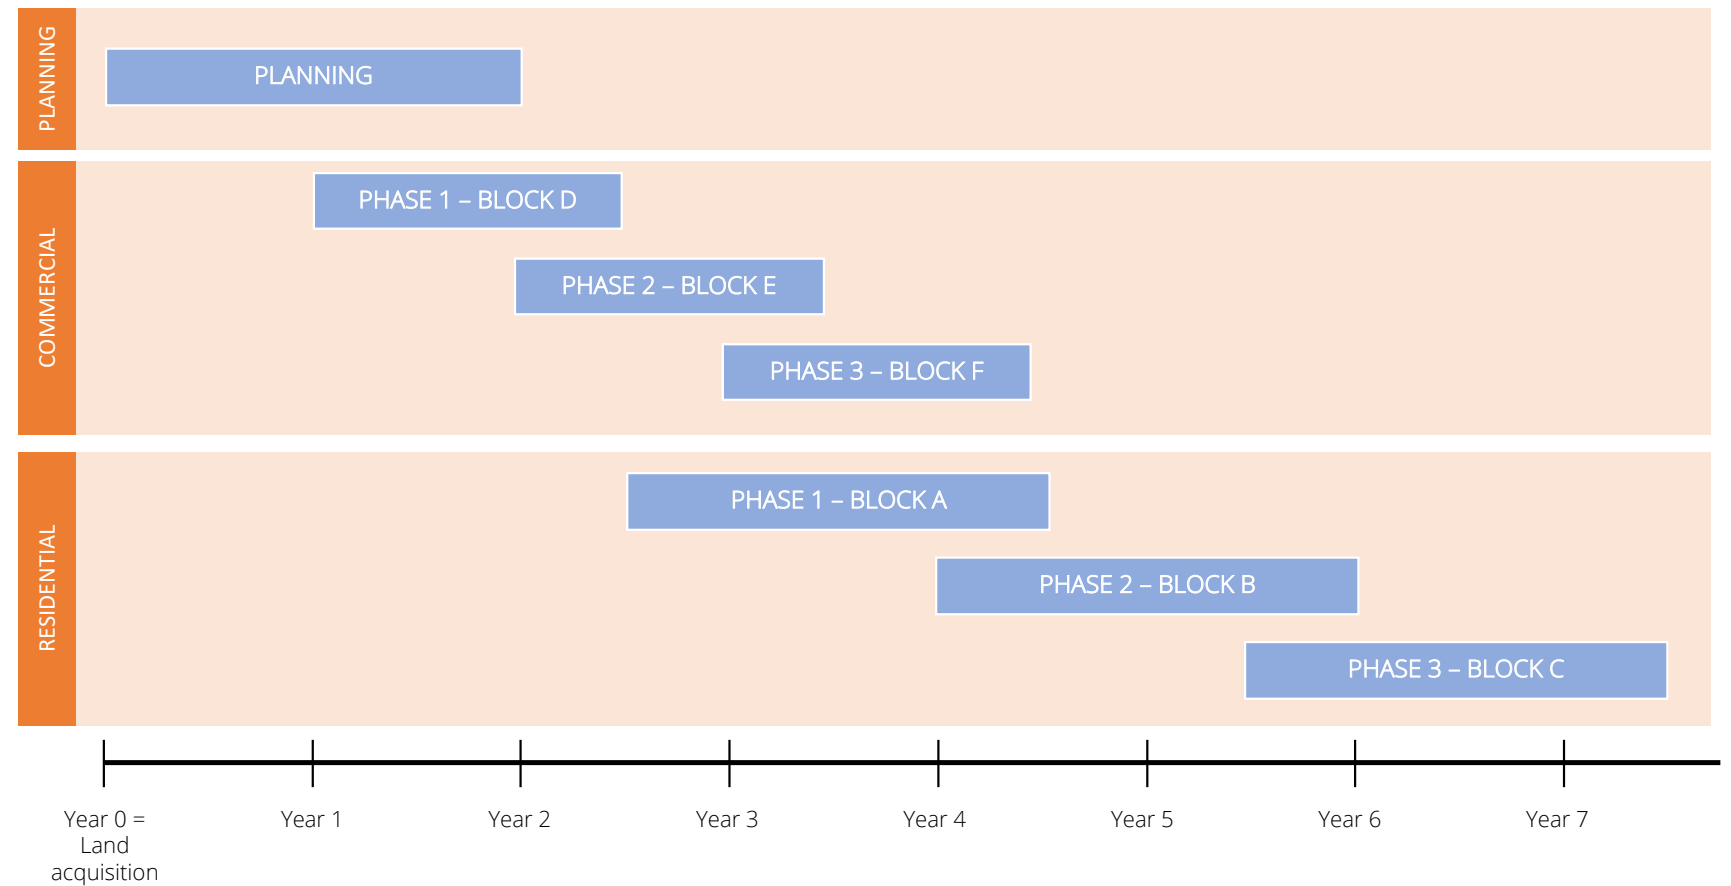 PLANNING
PLANNING
COMMERCIAL
PHASE 1 – BLOCK D
PHASE 2 – BLOCK E
PHASE 3 – BLOCK F
RESIDENTIAL
PHASE 1 – BLOCK A
PHASE 2 – BLOCK B
PHASE 3 – BLOCK C
Year 0 =
Land
acquisition
Year 1
Year 2
Year 3
Year 4
Year 5
Year 6
Year 7